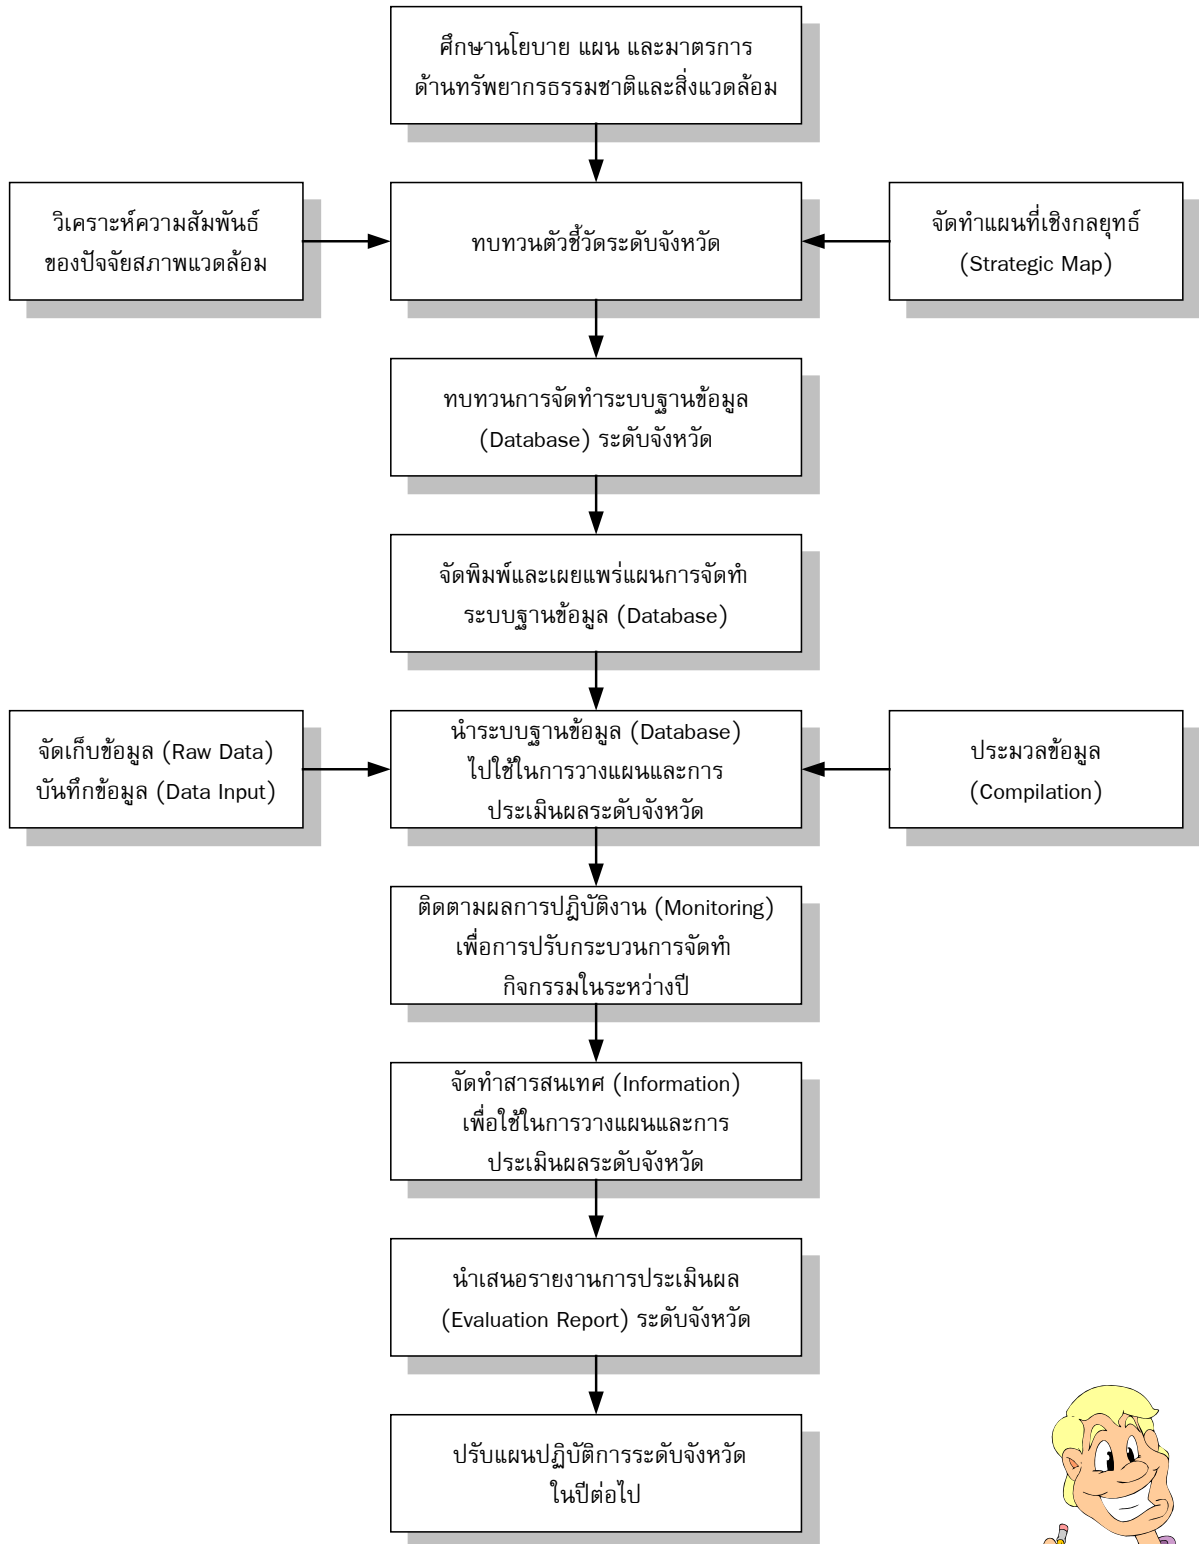 ศึกษานโยบาย แผน และมาตรการ
ด้านทรัพยากรธรรมชาติและสิ่งแวดล้อม
วิเคราะห์ความสัมพันธ์
ของปัจจัยสภาพแวดล้อม
ทบทวนตัวชี้วัดระดับจังหวัด
จัดทำแผนที่เชิงกลยุทธ์
(Strategic Map)
ทบทวนการจัดทำระบบฐานข้อมูล
(Database) ระดับจังหวัด
จัดพิมพ์และเผยแพร่แผนการจัดทำ
ระบบฐานข้อมูล (Database)
จัดเก็บข้อมูล (Raw Data)
บันทึกข้อมูล (Data Input)
นำระบบฐานข้อมูล (Database)
ไปใช้ในการวางแผนและการ
ประเมินผลระดับจังหวัด
ประมวลข้อมูล
(Compilation)
ติดตามผลการปฎิบัติงาน (Monitoring)
เพื่อการปรับกระบวนการจัดทำ
กิจกรรมในระหว่างปี
จัดทำสารสนเทศ (Information)
เพื่อใช้ในการวางแผนและการ
ประเมินผลระดับจังหวัด
นำเสนอรายงานการประเมินผล
(Evaluation Report) ระดับจังหวัด
ปรับแผนปฏิบัติการระดับจังหวัด
ในปีต่อไป